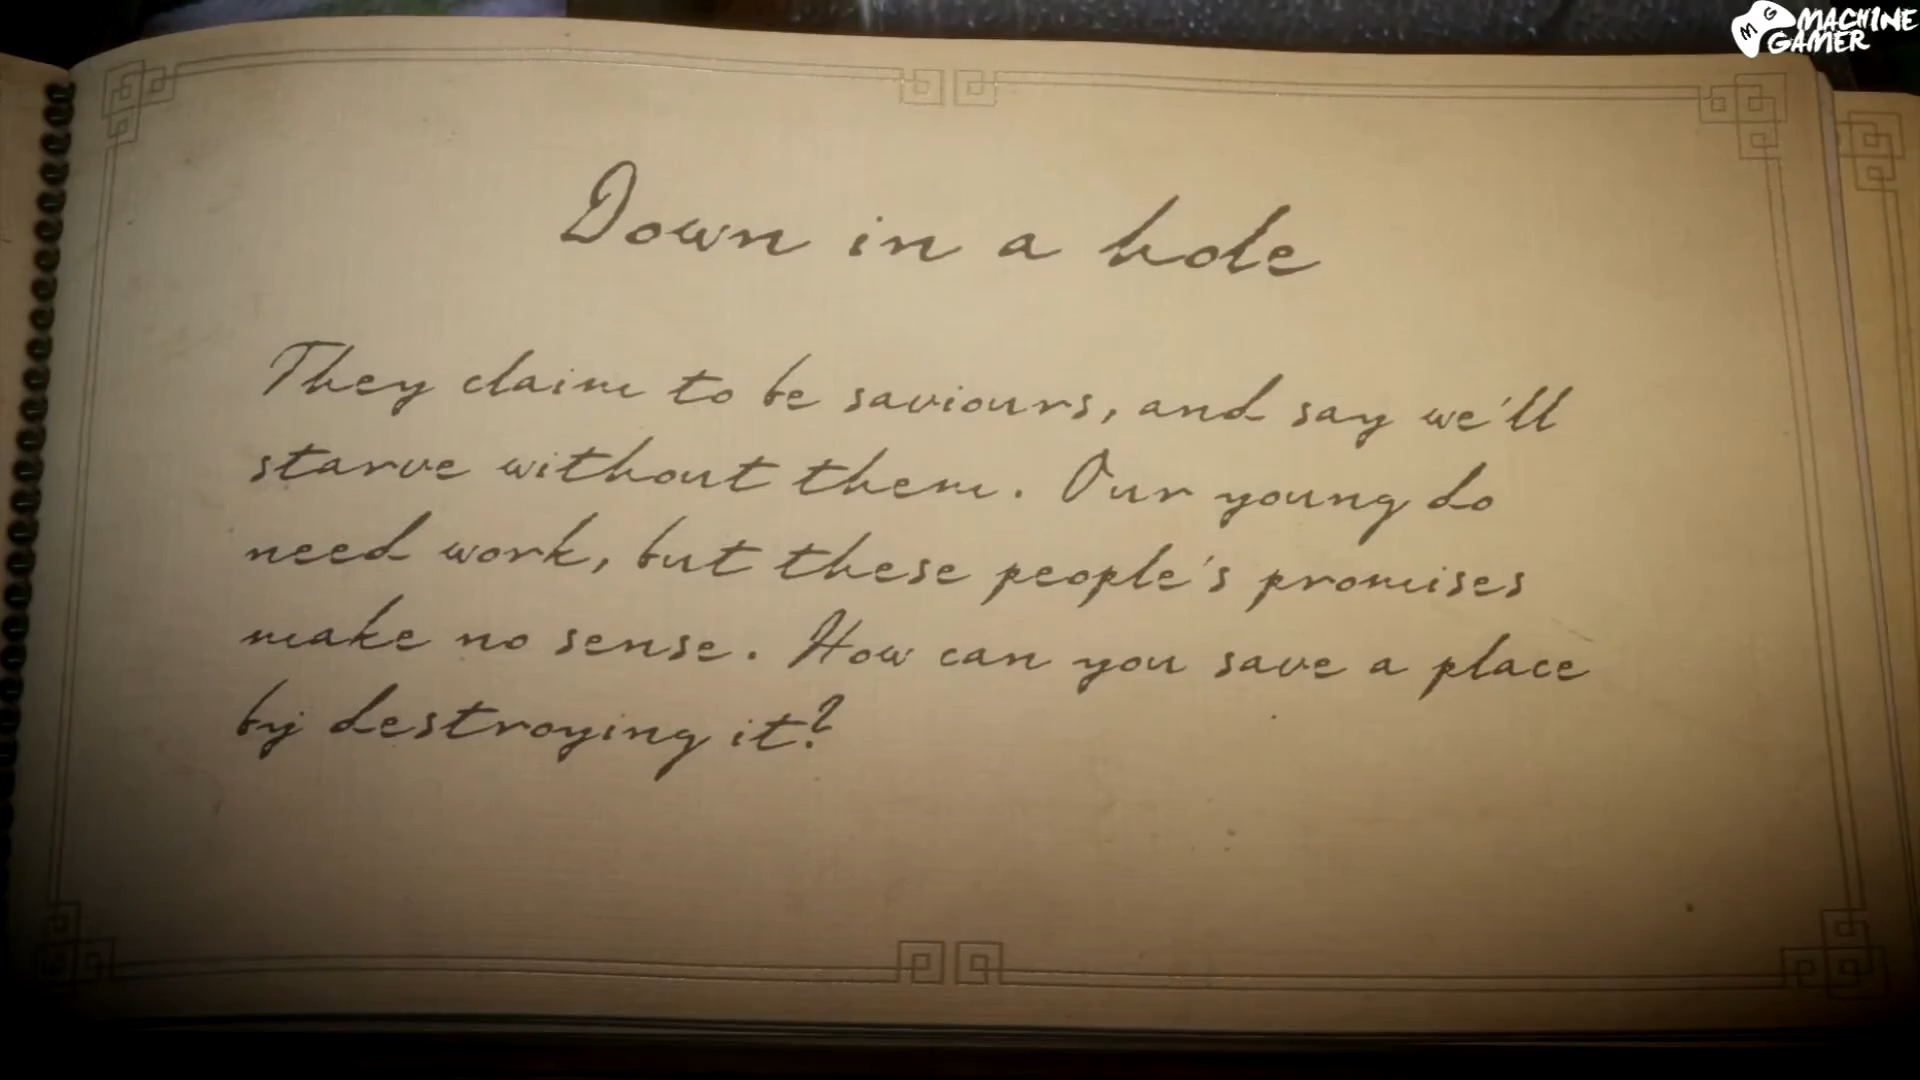 MG MACHINE
GAMER
Down in a hole
They claim to be saviours, and say we'll
starve without them. Our young do
need work, but these people's promises
make no sense. How can you save a place
by destroying it?